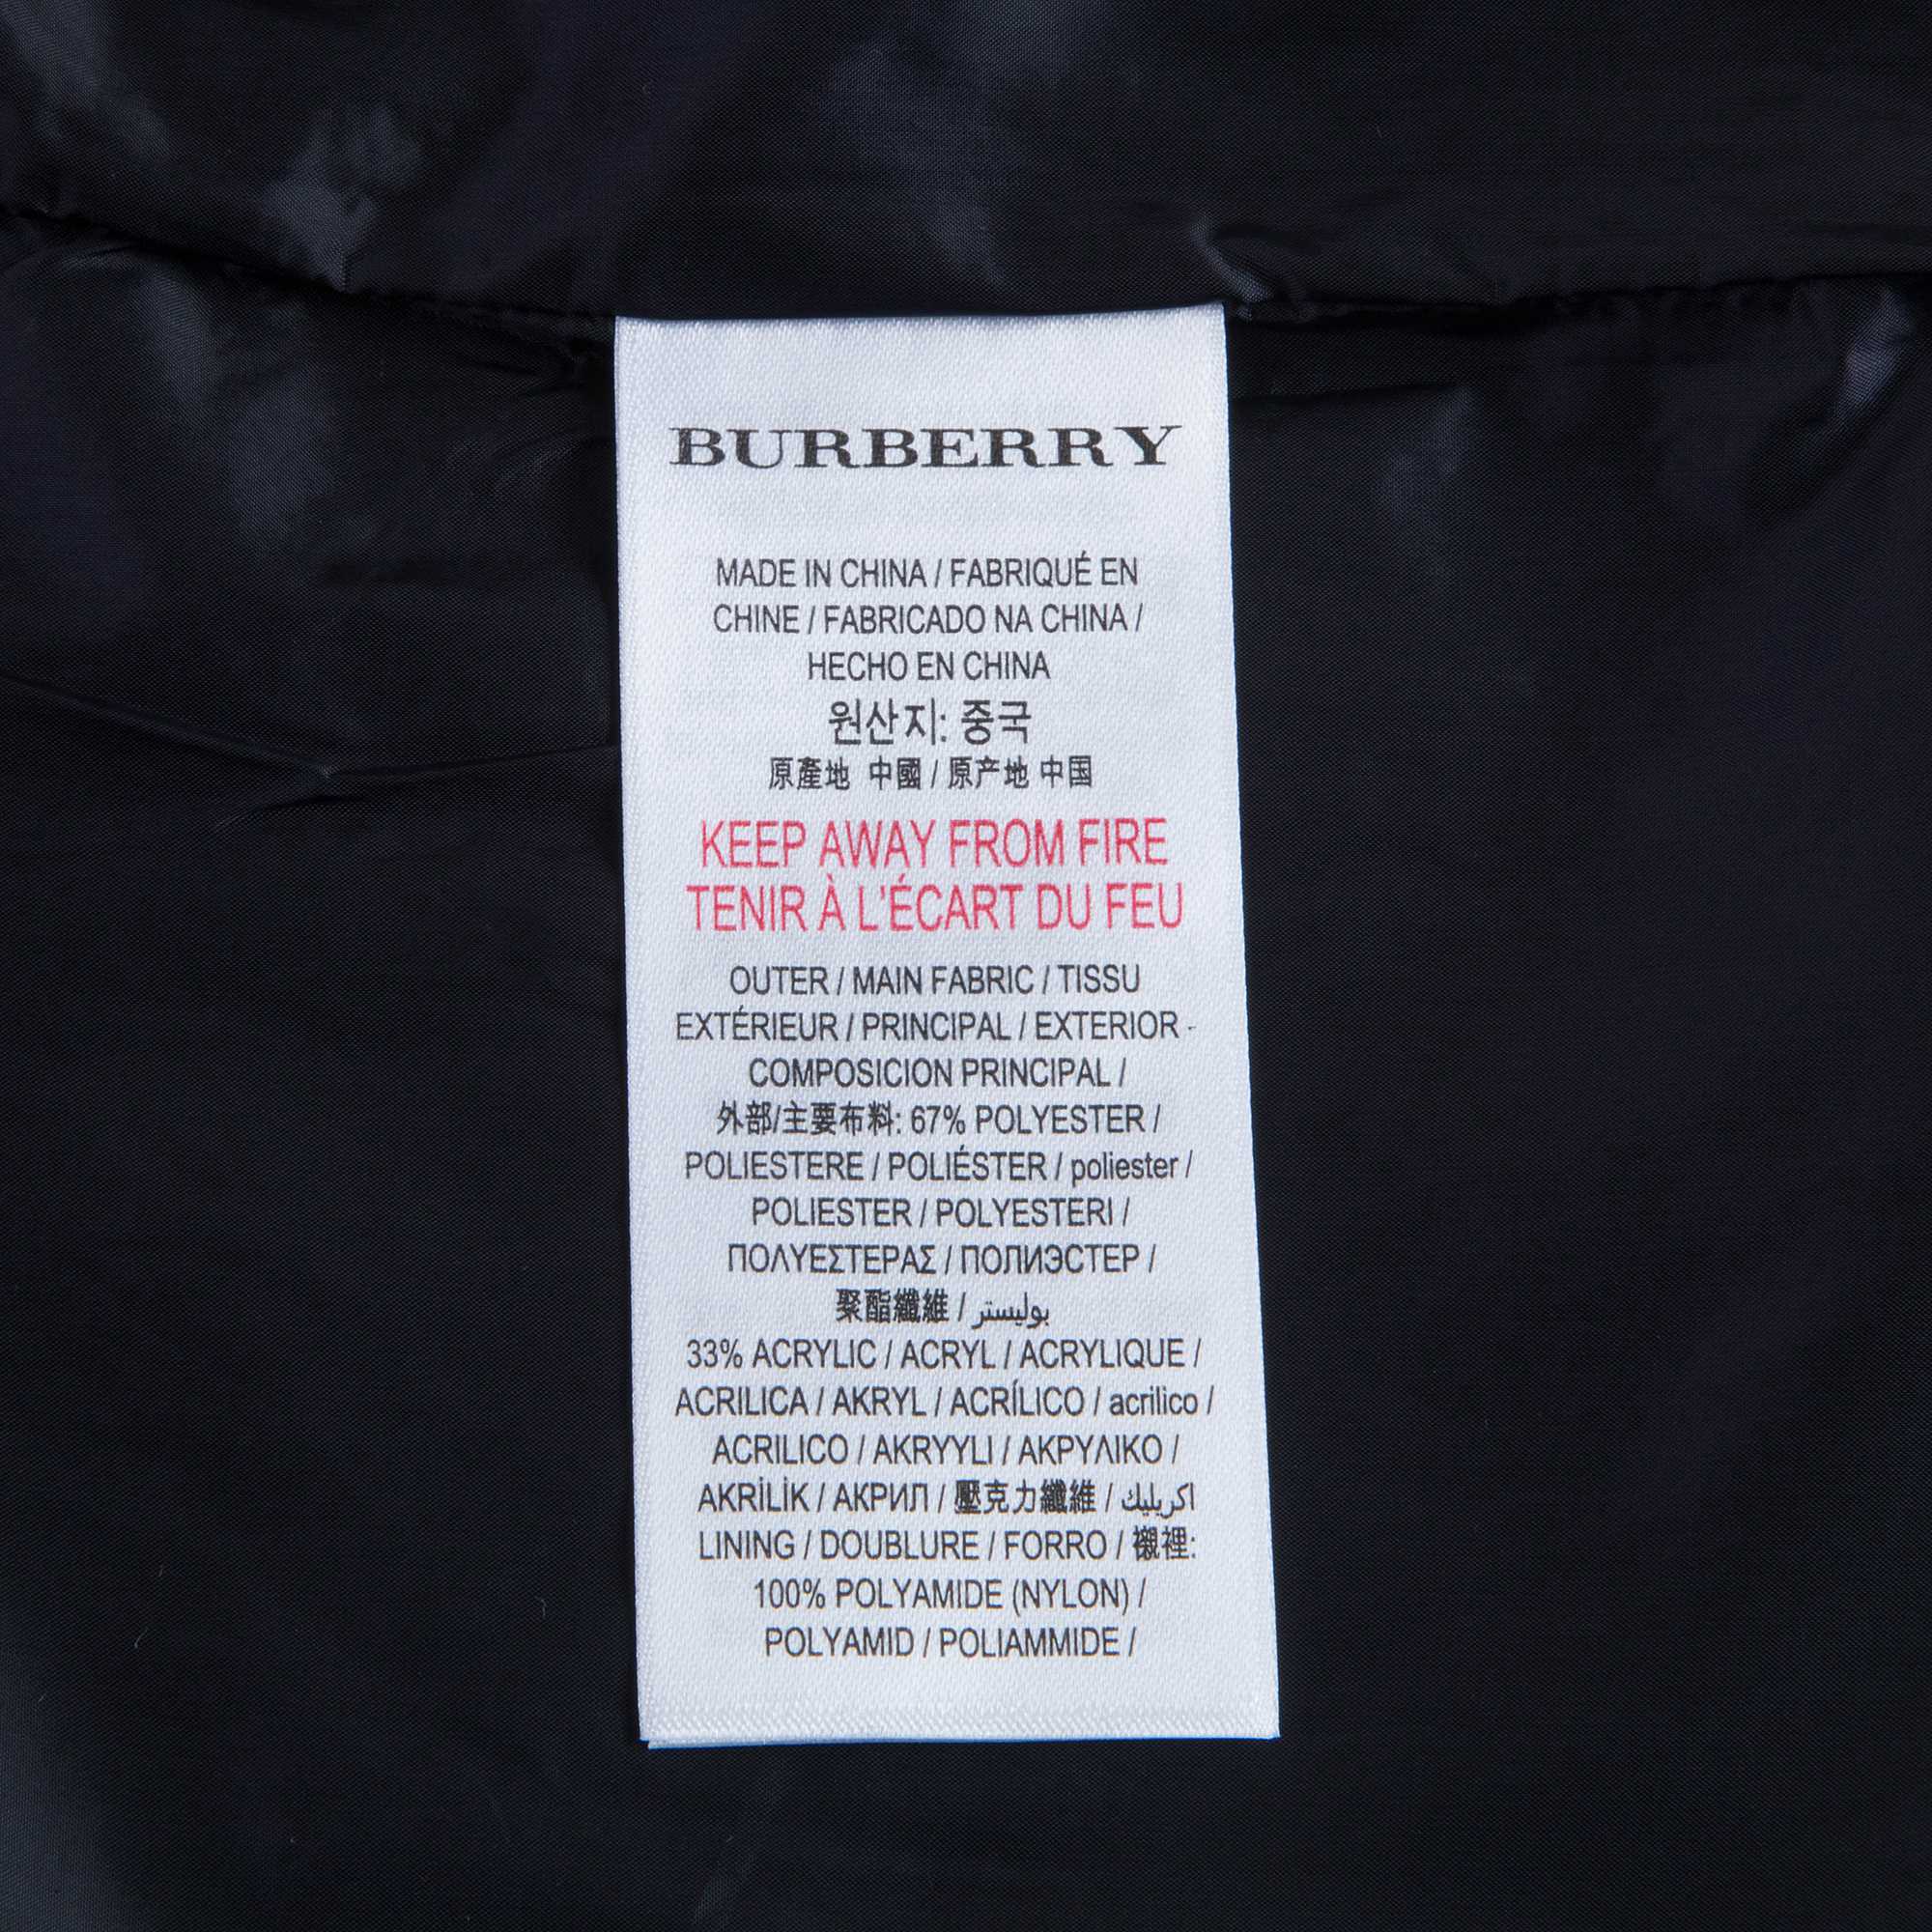 BURBERRY
MADE IN CHINA / FABRIQUÉ EN
CHINE / FABRICADO NA CHINA /
HECHO EN CHINA
원산지: 중국
原產地 中國 / 原产地 中国
KEEP AWAY FROM FIRE
TENIR À L'ÉCART DU FEU
OUTER / MAIN FABRIC / TISSU
EXTÉRIEUR / PRINCIPAL / EXTERIOR -
COMPOSICION PRINCIPAL /
外部/主要布料: 67% POLYESTER /
POLIESTERE / POLIÉSTER / poliester /
POLIESTER / POLYESTERI /
ΠΟΛΥΕΣΤΕΡΑΣ / ПОЛИЭСТЕР /
聚酯纖維 / بوليستر
33% ACRYLIC / ACRYL / ACRYLIQUE /
ACRILICA / AKRYL / ACRÍLICO / acrilico /
ACRILICO / AKRYYLI / ΑΚΡΥΛΙΚΟ /
AKRİLİK / АКРИЛ / 壓克力纖維 / اكريليك
LINING / DOUBLURE / FORRO / 襯裡:
100% POLYAMIDE (NYLON) /
POLYAMID / POLIAMMIDE /